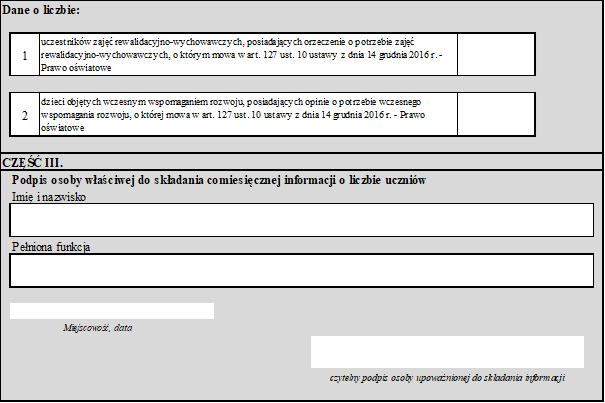 Dane o liczbie:
1
uczestników zajęć rewalidacyjno-wychowawczych, posiadających orzeczenie o potrzebie zajęć
rewalidacyjno-wychowawczych, o którym mowa w art. 127 ust. 10 ustawy z dnia 14 grudnia 2016 r. -
Prawo oświatowe
2
dzieci objętych wczesnym wspomaganiem rozwoju, posiadających opinie o potrzebie wczesnego
wspomagania rozwoju, o której mowa w art. 127 ust. 10 ustawy z dnia 14 grudnia 2016 r. - Prawo
oświatowe
CZĘŚĆ III.
Podpis osoby właściwej do składania comiesięcznej informacji o liczbie uczniów
Imię i nazwisko
Pełniona funkcja
Miejscowość, data
czytelny podpis osoby upoważnionej do składania informacji